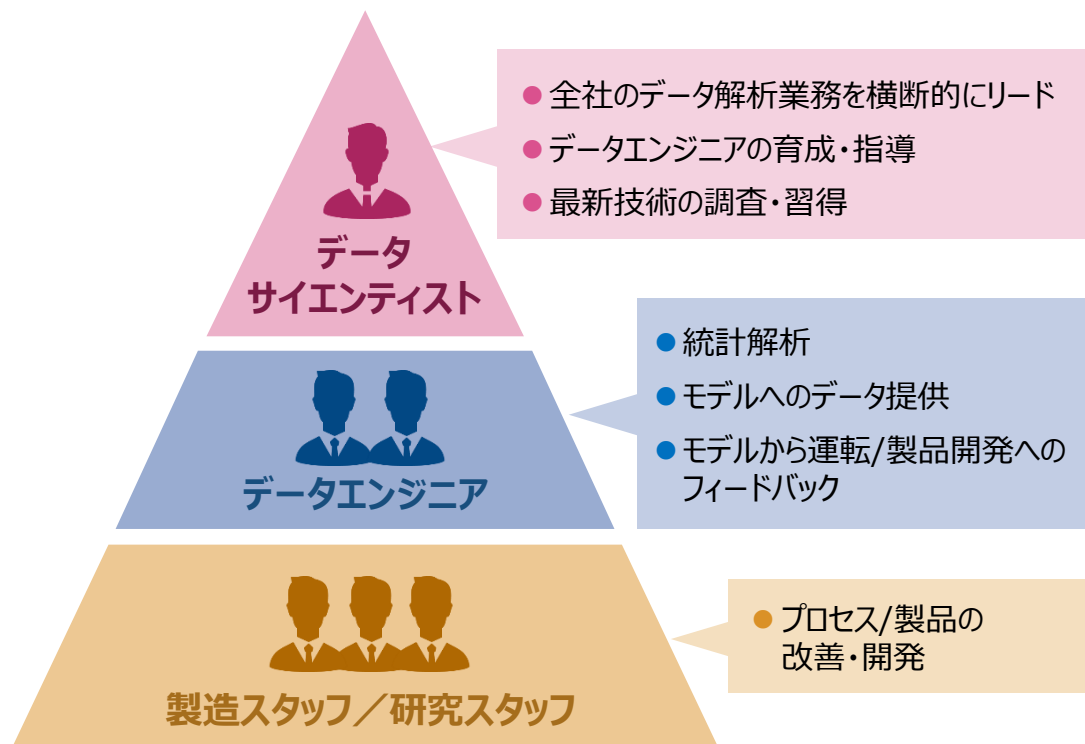 ● 全社のデータ解析業務を横断的にリード
● データエンジニアの育成・指導
● 最新技術の調査・習得
データ
サイエンティスト
● 統計解析
● モデルへのデータ提供
● モデルから運転/製品開発への
フィードバック
データエンジニア
● プロセス/製品の
改善・開発
製造スタッフ／研究スタッフ